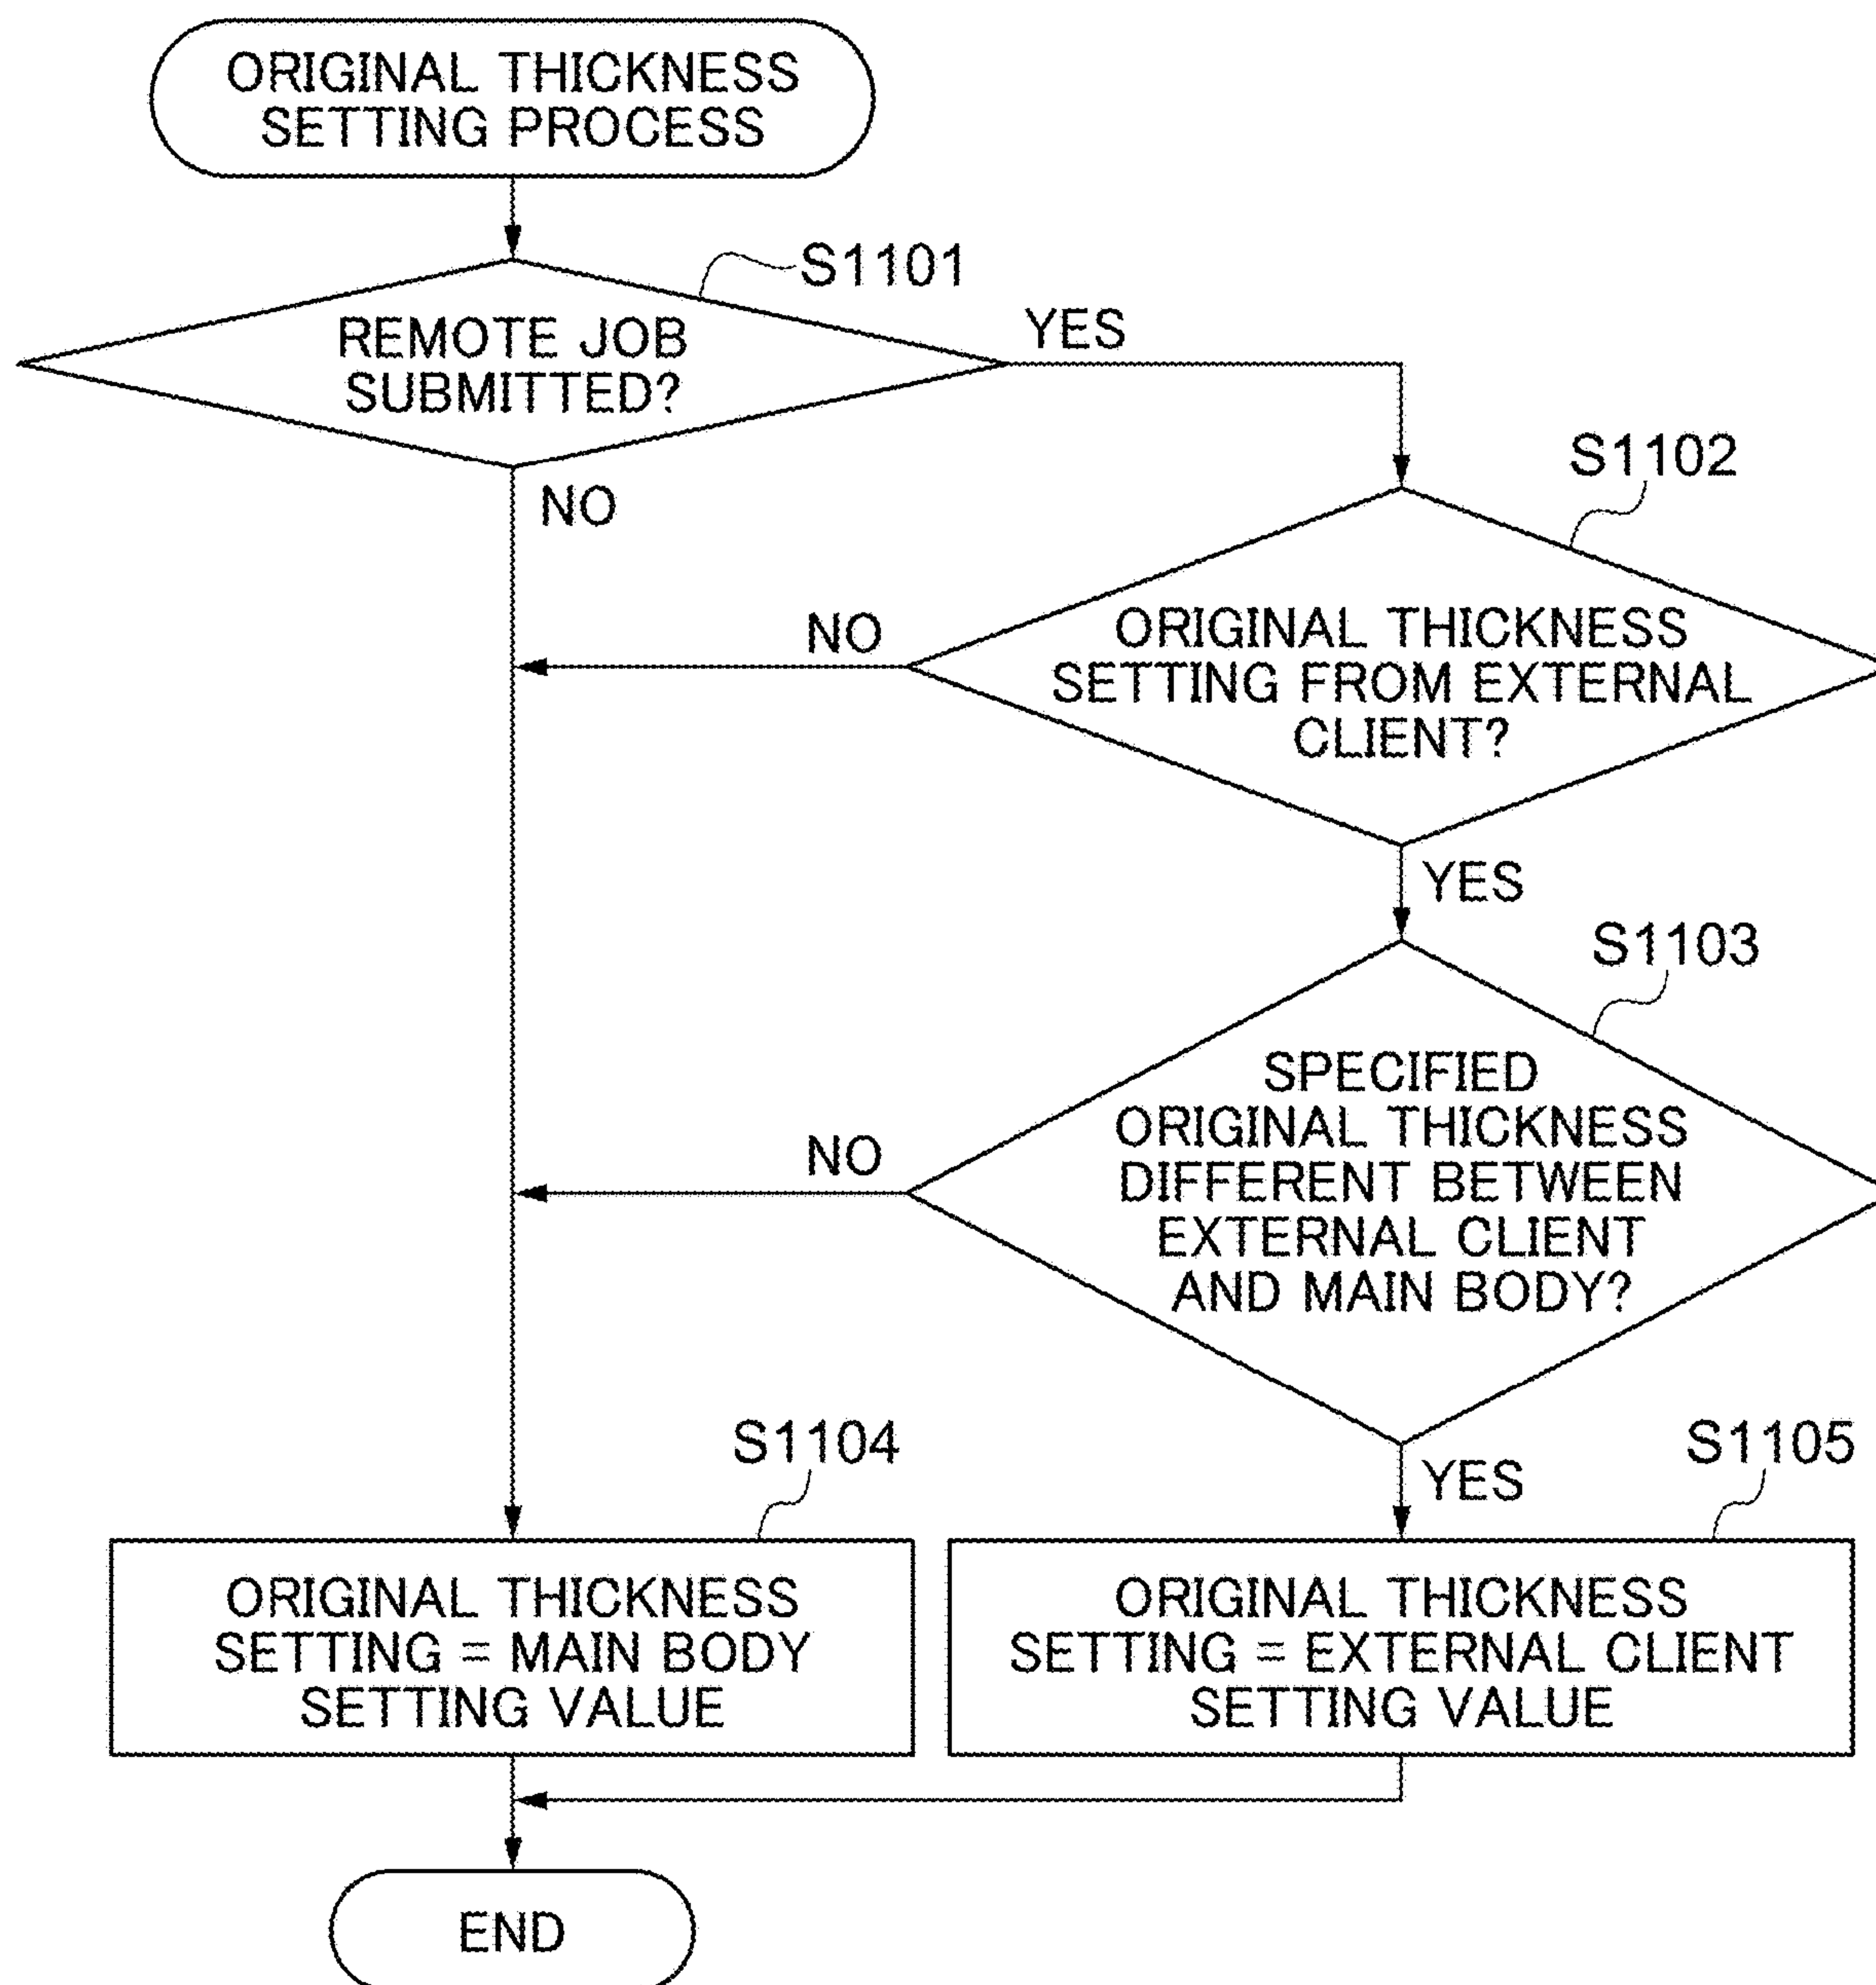 ORIGINAL THICKNESS
SETTING PROCESS
S1101
REMOTE JOB
SUBMITTED?
YES
NO
S1102
ORIGINAL THICKNESS
SETTING FROM EXTERNAL
CLIENT?
NO
YES
S1103
SPECIFIED
ORIGINAL THICKNESS
DIFFERENT BETWEEN
EXTERNAL CLIENT
AND MAIN BODY?
NO
YES
S1104
ORIGINAL THICKNESS
SETTING = MAIN BODY
SETTING VALUE
S1105
ORIGINAL THICKNESS
SETTING = EXTERNAL CLIENT
SETTING VALUE
END